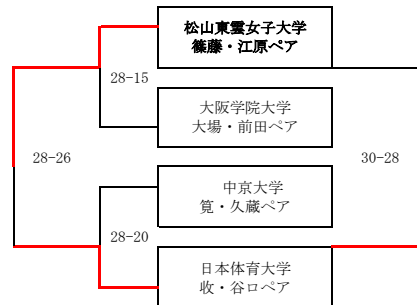 松山東霊女子大学
篠藤・江原ペア
28-15
大阪学院大学
大場・前田ペア
28-26
30-28
中京大学
筧・久蔵ペア
28-20
日本体育大学
收・谷口ペア